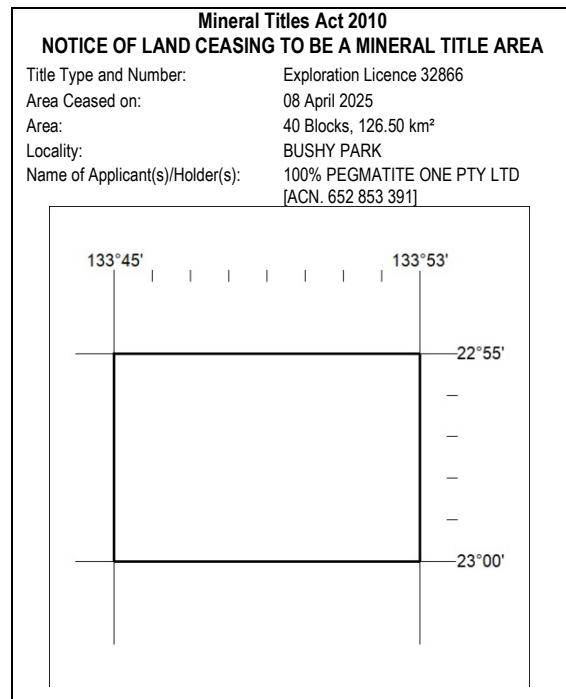 Mineral Titles Act 2010
NOTICE OF LAND CEASING TO BE A MINERAL TITLE AREA
Title Type and Number: Exploration Licence 32866
Area Ceased on: 08 April 2025
Area: 40 Blocks, 126.50 km²
Locality: BUSHY PARK
Name of Applicant(s)/Holder(s): 100% PEGMATITE ONE PTY LTD
[ACN. 652 853 391]
133°45' 133°53'
22°55'
23°00'